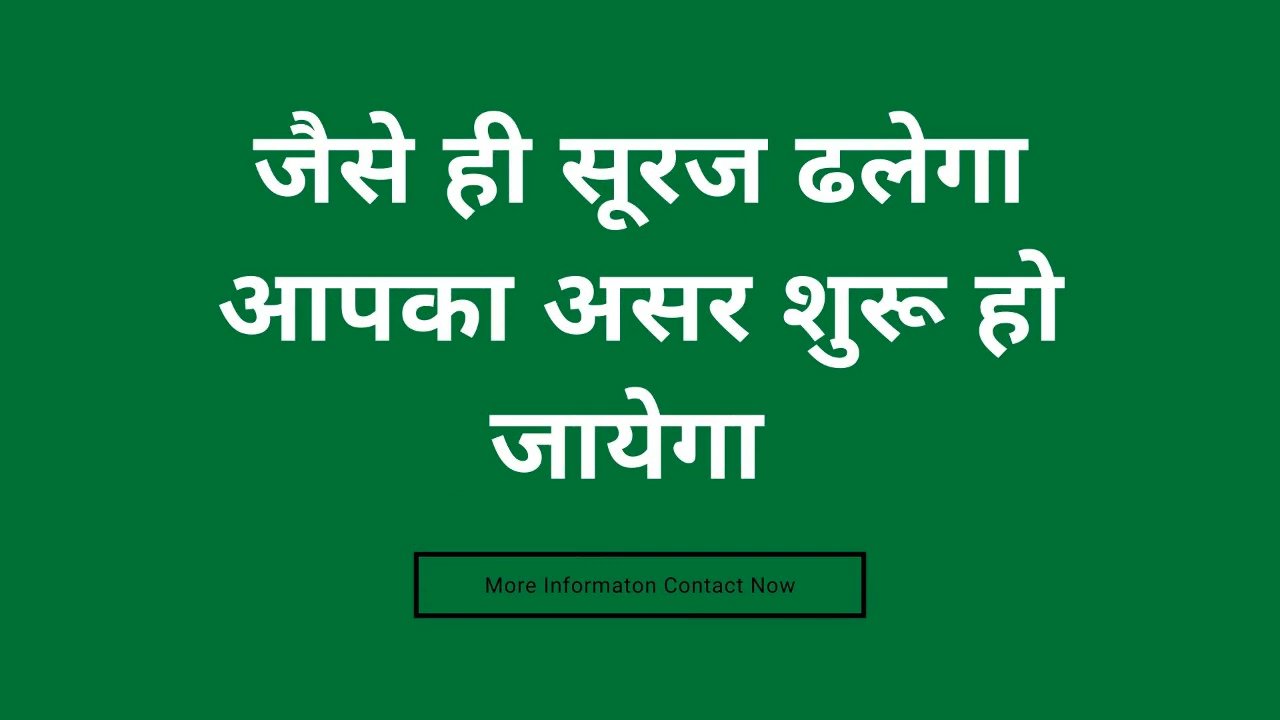 जैसे ही सूरज ढलेगा
आपका असर शुरू हो
जायेगा
More Informaton Contact Now